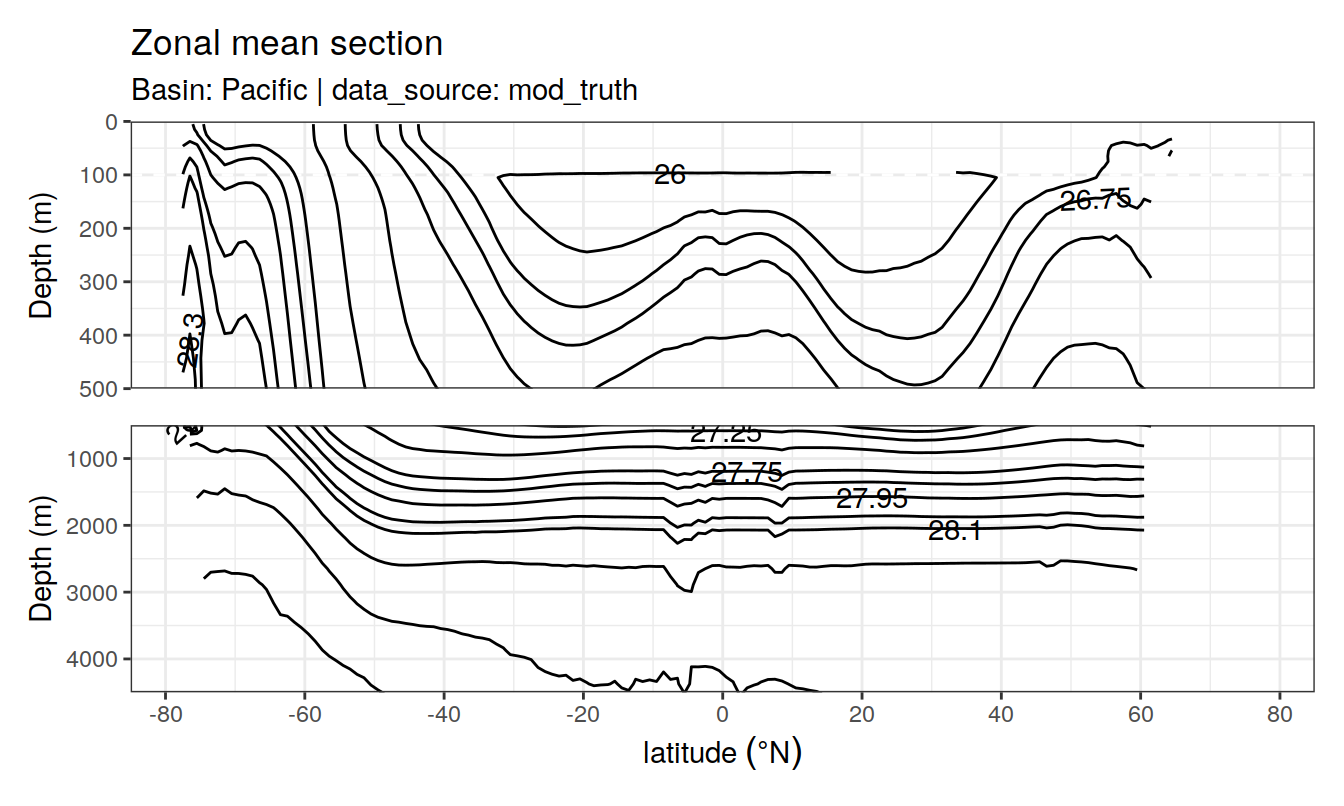 Zonal mean section
Basin: Pacific | data_source: mod_truth
Depth (m)
0
100
200
300
400
500
26
26.75
28.3
Depth (m)
1000
2000
3000
4000
27.25
27.75
27.95
28.1
-80 -60 -40 -20 0 20 40 60 80
latitude (°N)